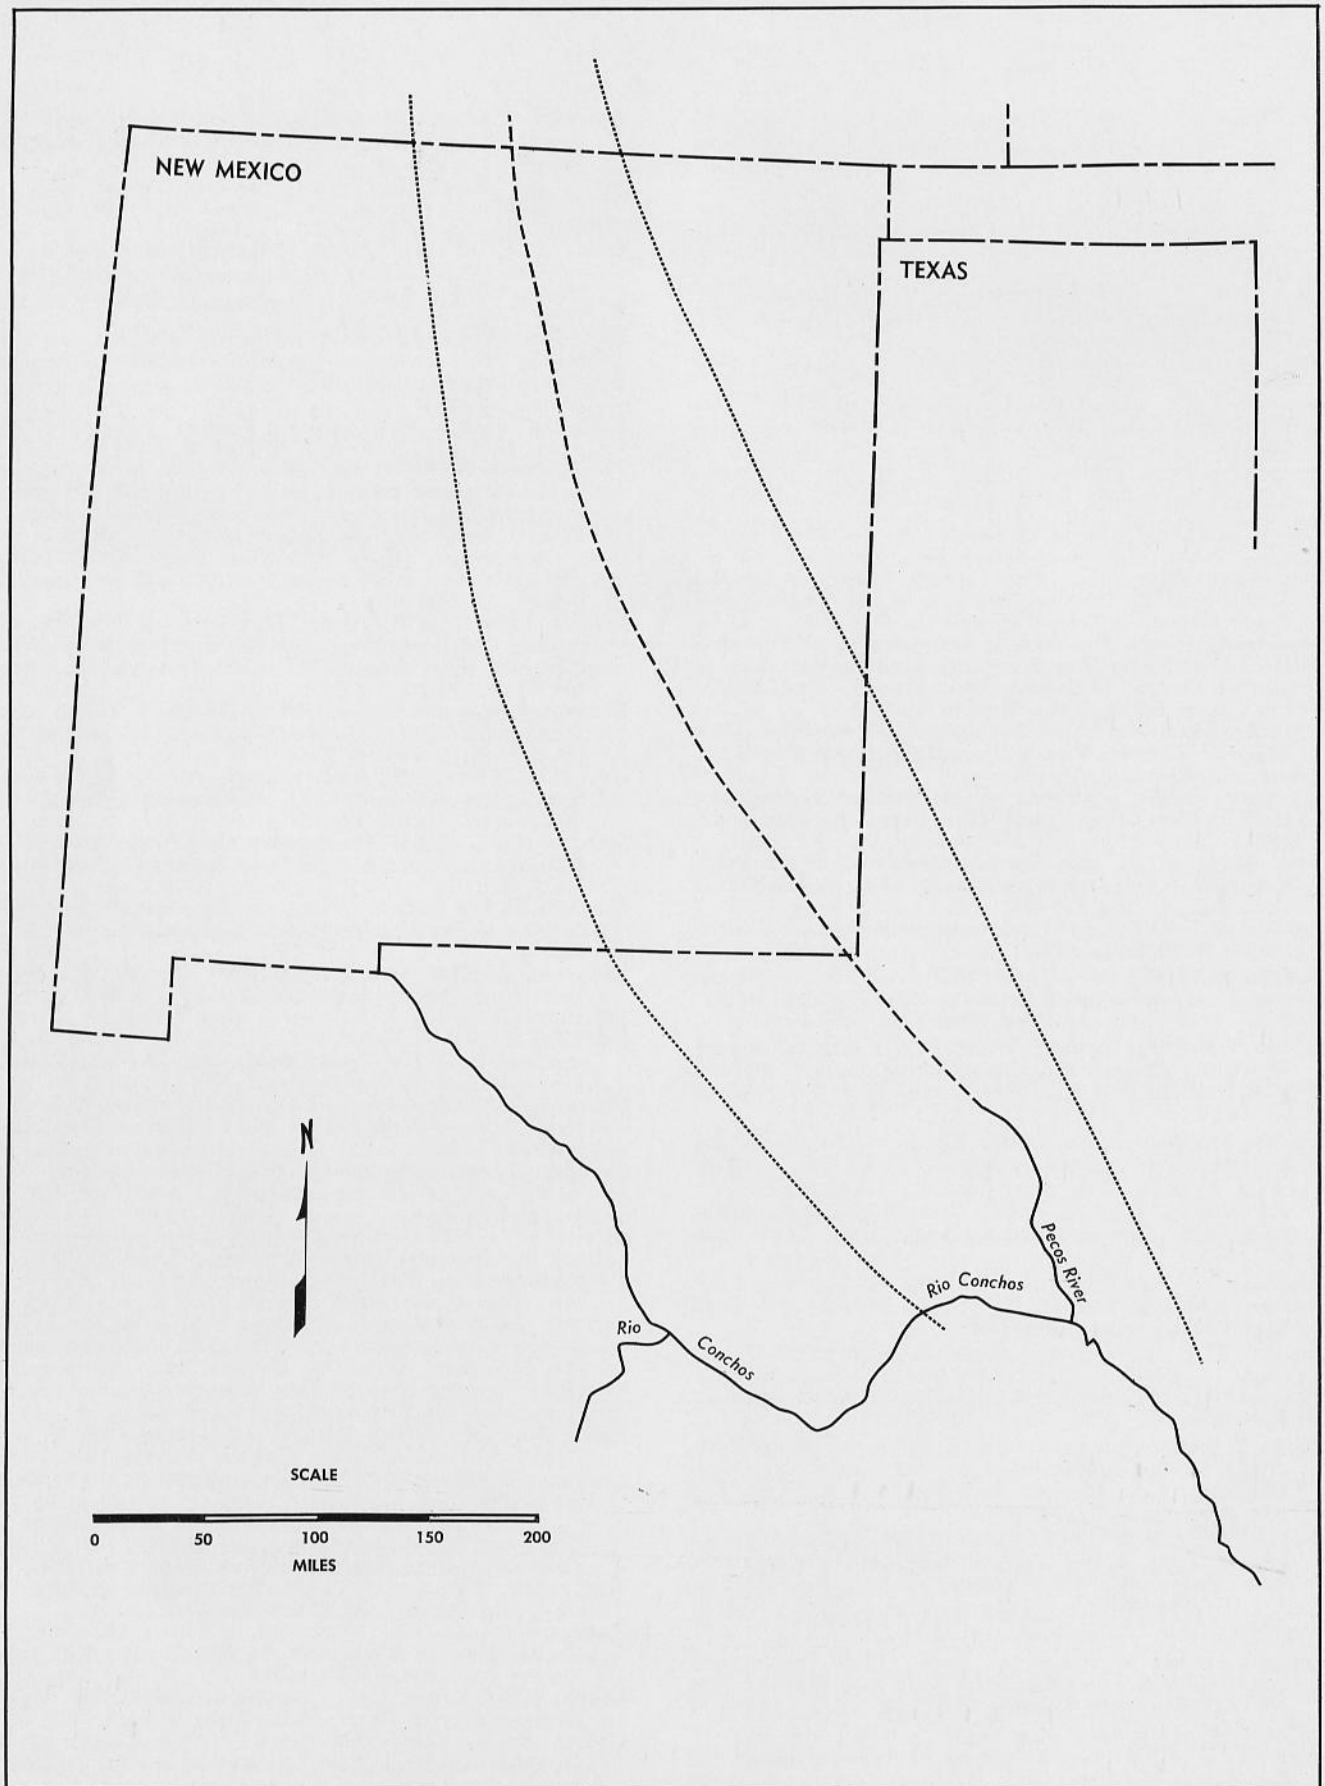 NEW MEXICO
TEXAS
N
Pecos River
Rio Conchos
Rio
Conchos
SCALE
0 50 100 150 200
MILES